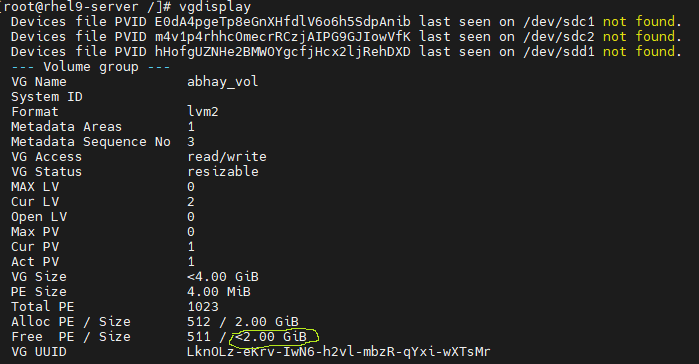 [root@rhel9-server /]# vgdisplay
Devices file PVID E0dA4pgeTp8eGnXHfdlV6o6h5SdpAnib last seen on /dev/sdc1 not found.
Devices file PVID m4v1p4rhhcOmecrRCzjAIPG9GJIowVfK last seen on /dev/sdc2 not found.
Devices file PVID hHofgUZNHe2BMWOYgcfjHcx2ljRehDXD last seen on /dev/sdd1 not found.
--- Volume group ---
VG Name abhay_vol
System ID
Format lvm2
Metadata Areas 1
Metadata Sequence No 3
VG Access read/write
VG Status resizable
MAX LV 0
Cur LV 2
Open LV 0
Max PV 0
Cur PV 1
Act PV 1
VG Size <4.00 GiB
PE Size 4.00 MiB
Total PE 1023
Alloc PE / Size 512 / 2.00 GiB
Free PE / Size 511 / <2.00 GiB
VG UUID LknOLz-eKrv-IwN6-h2vl-mbzR-qYxi-wXTsMr